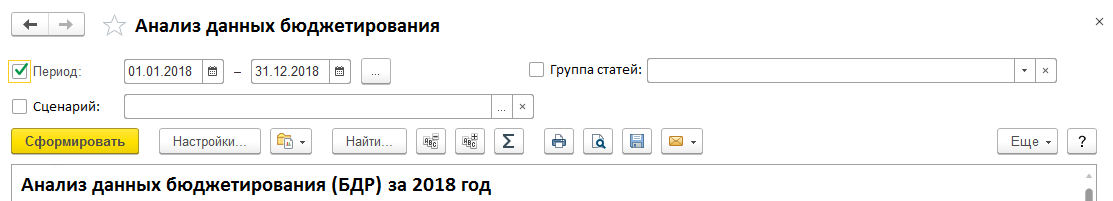 Анализ данных бюджетирования
Период: 01.01.2018 – 31.12.2018 ... Группа статей:
Сценарий: ...
Сформировать Настройки... Найти... Σ Еще ?
Анализ данных бюджетирования (БДР) за 2018 год